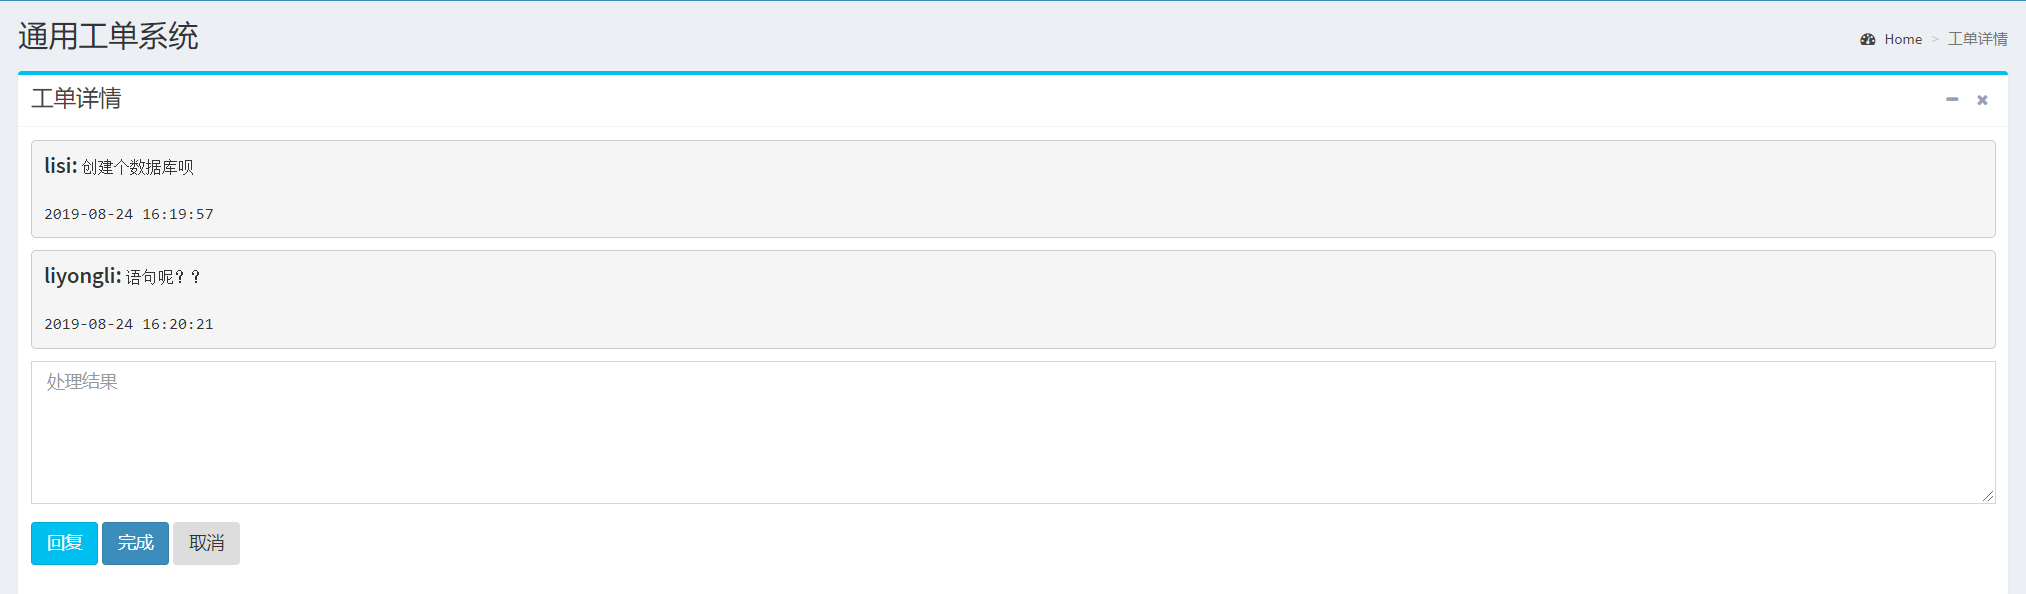 通用工单系统
Home > 工单详情
工单详情
lisi: 创建个数据库呗
2019-08-24 16:19:57
liyongli: 语句呢？？
2019-08-24 16:20:21
处理结果
回复 完成 取消